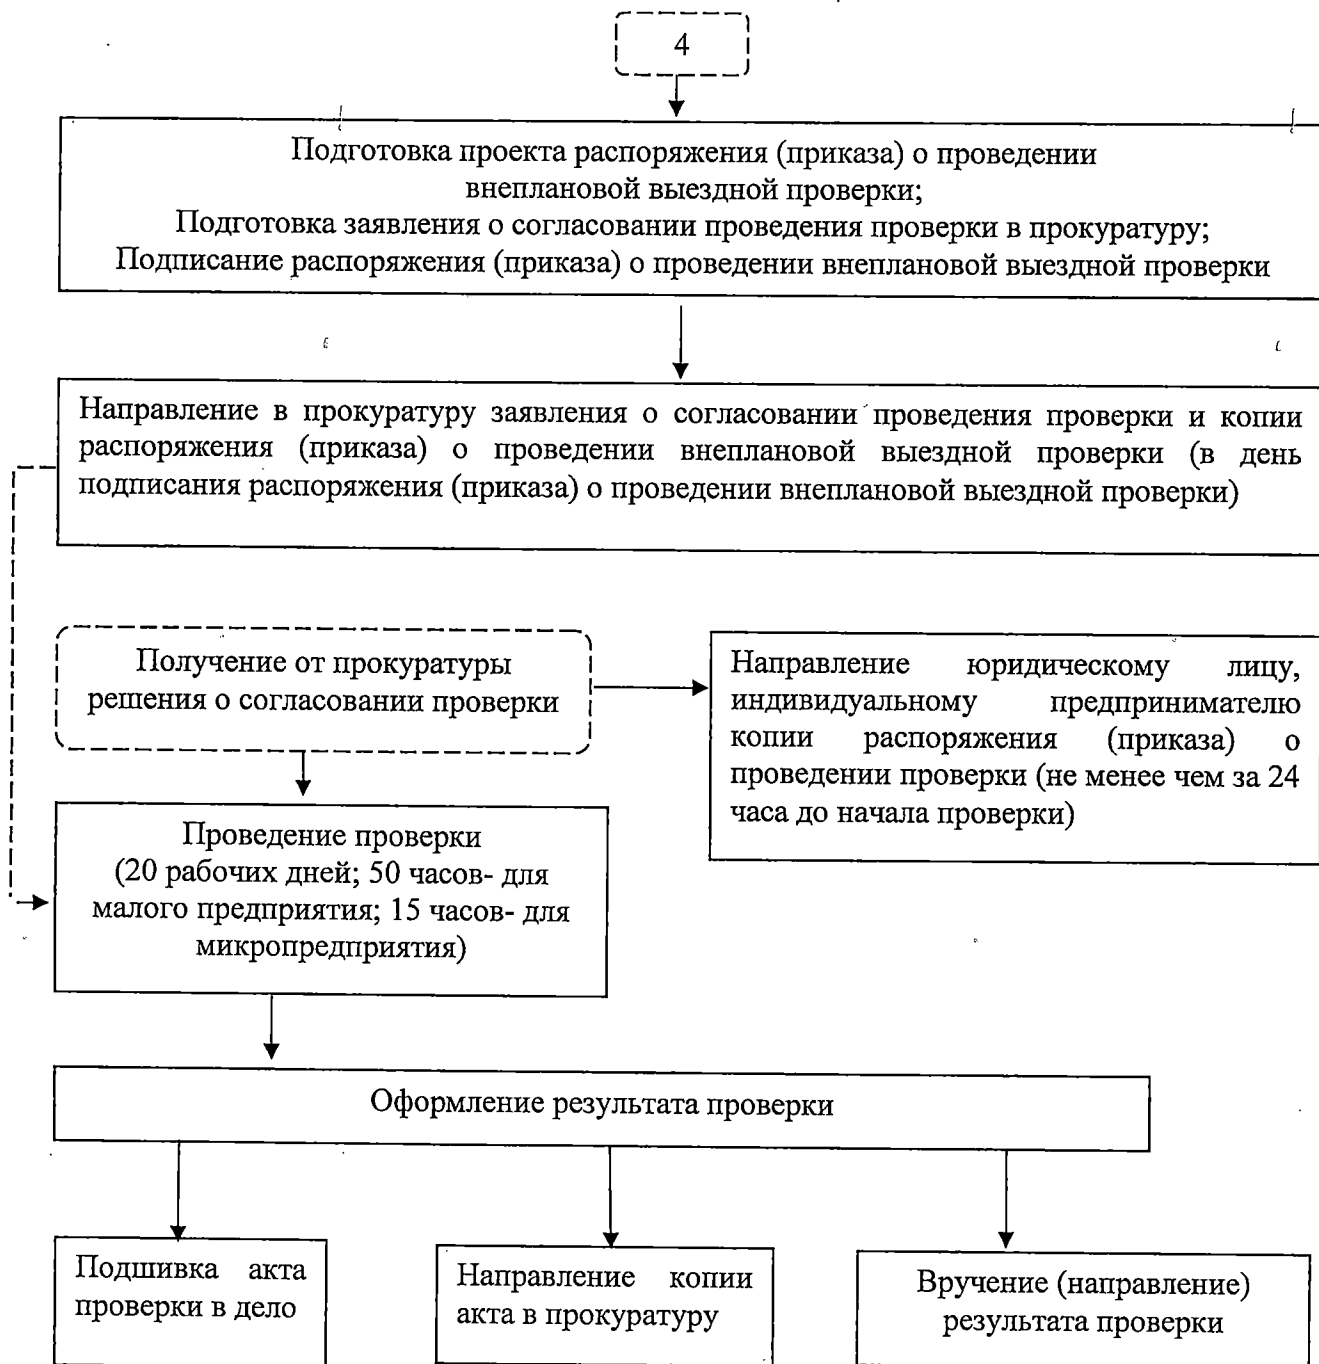 4
Подготовка проекта распоряжения (приказа) о проведении
внеплановой выездной проверки;
Подготовка заявления о согласовании проведения проверки в прокуратуру;
Подписание распоряжения (приказа) о проведении внеплановой выездной проверки
Направление в прокуратуру заявления о согласовании проведения проверки и копии
распоряжения (приказа) о проведении внеплановой выездной проверки (в день
подписания распоряжения (приказа) о проведении внеплановой выездной проверки)
Получение от прокуратуры
решения о согласовании проверки
Направление юридическому лицу,
индивидуальному предпринимателю
копии распоряжения (приказа) о
проведении проверки (не менее чем за 24
часа до начала проверки)
Проведение проверки
(20 рабочих дней; 50 часов- для
малого предприятия; 15 часов- для
микропредприятия)
Оформление результата проверки
Подшивка акта
проверки в дело
Направление копии
акта в прокуратуру
Вручение (направление)
результата проверки